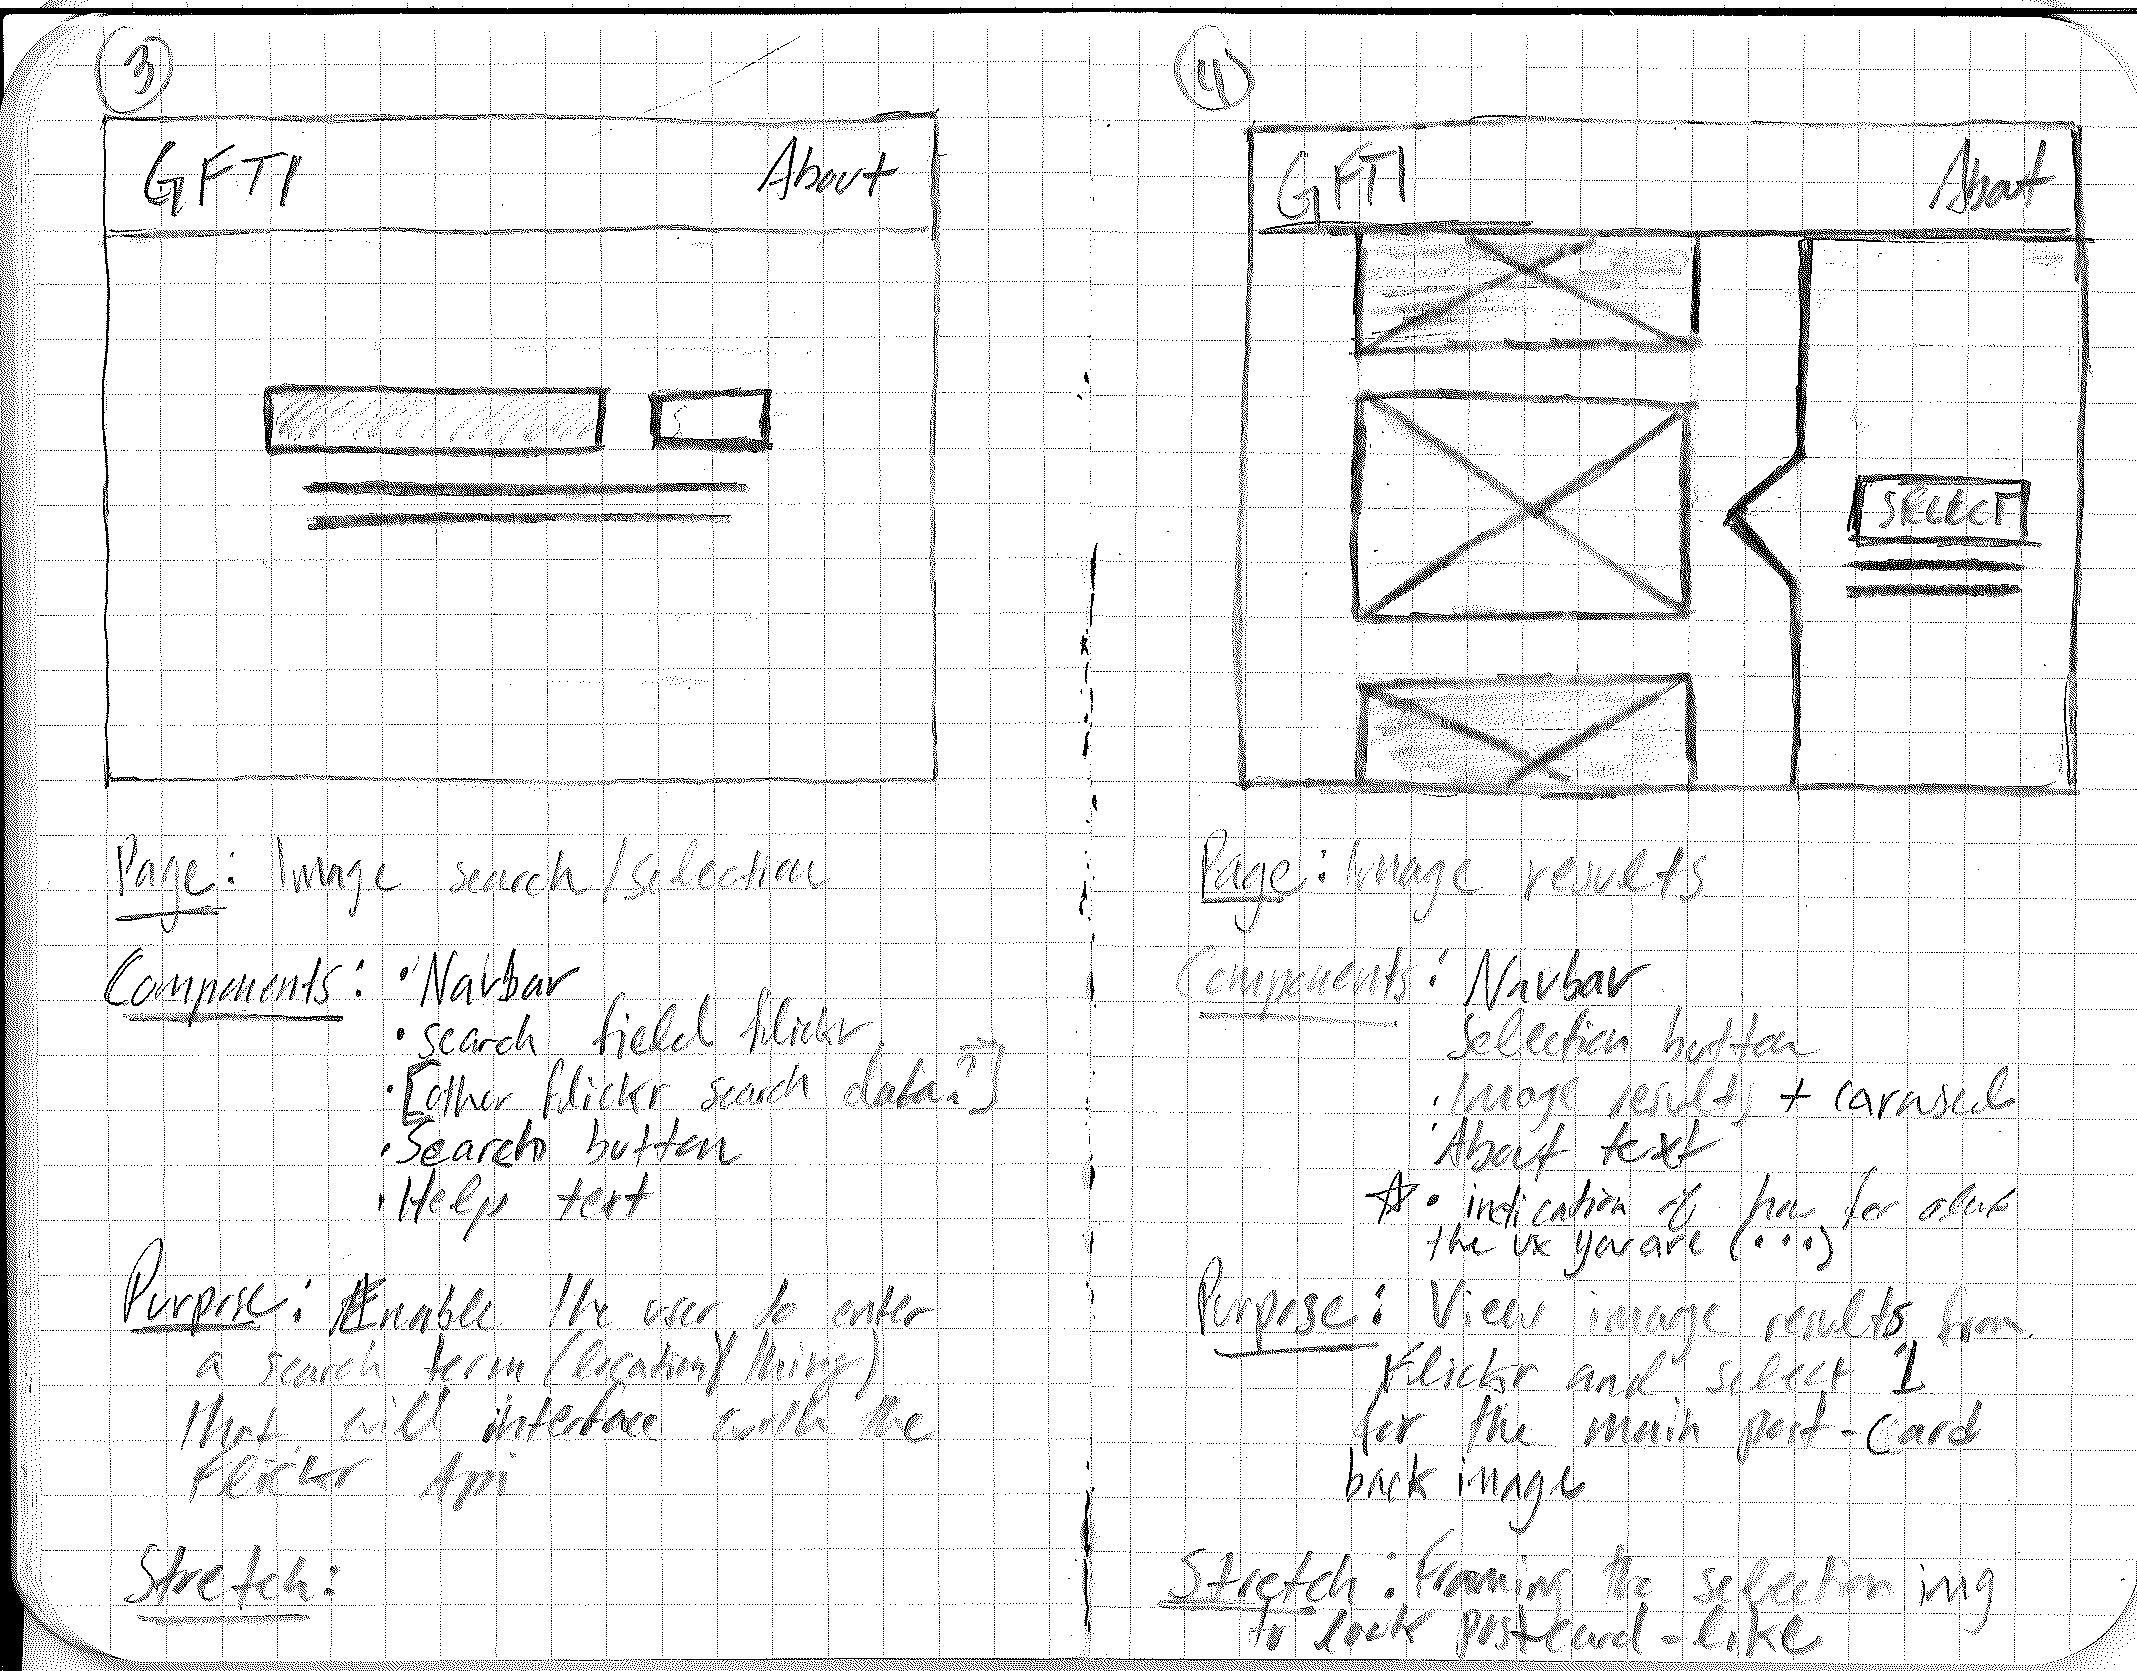 3
GFTI About
S
Page: Image search/selection
Components: • Navbar
• search field flickr
• [other flickr search data?]
• Search button
• Help text
Purpose: Enable the user to enter
a search term (location/thing)
that will interface with the
Flickr Api
Stretch:
4
GFTI About
SELECT
Page: Image results
Components: Navbar
Selection button
• Image results + carousel
• About text
☆ • indication of how far along
the ux you are (...)
Purpose: View image results from
Flickr and select 1
for the main post-card
back image
Stretch: Framing the selection img
to look postcard-like